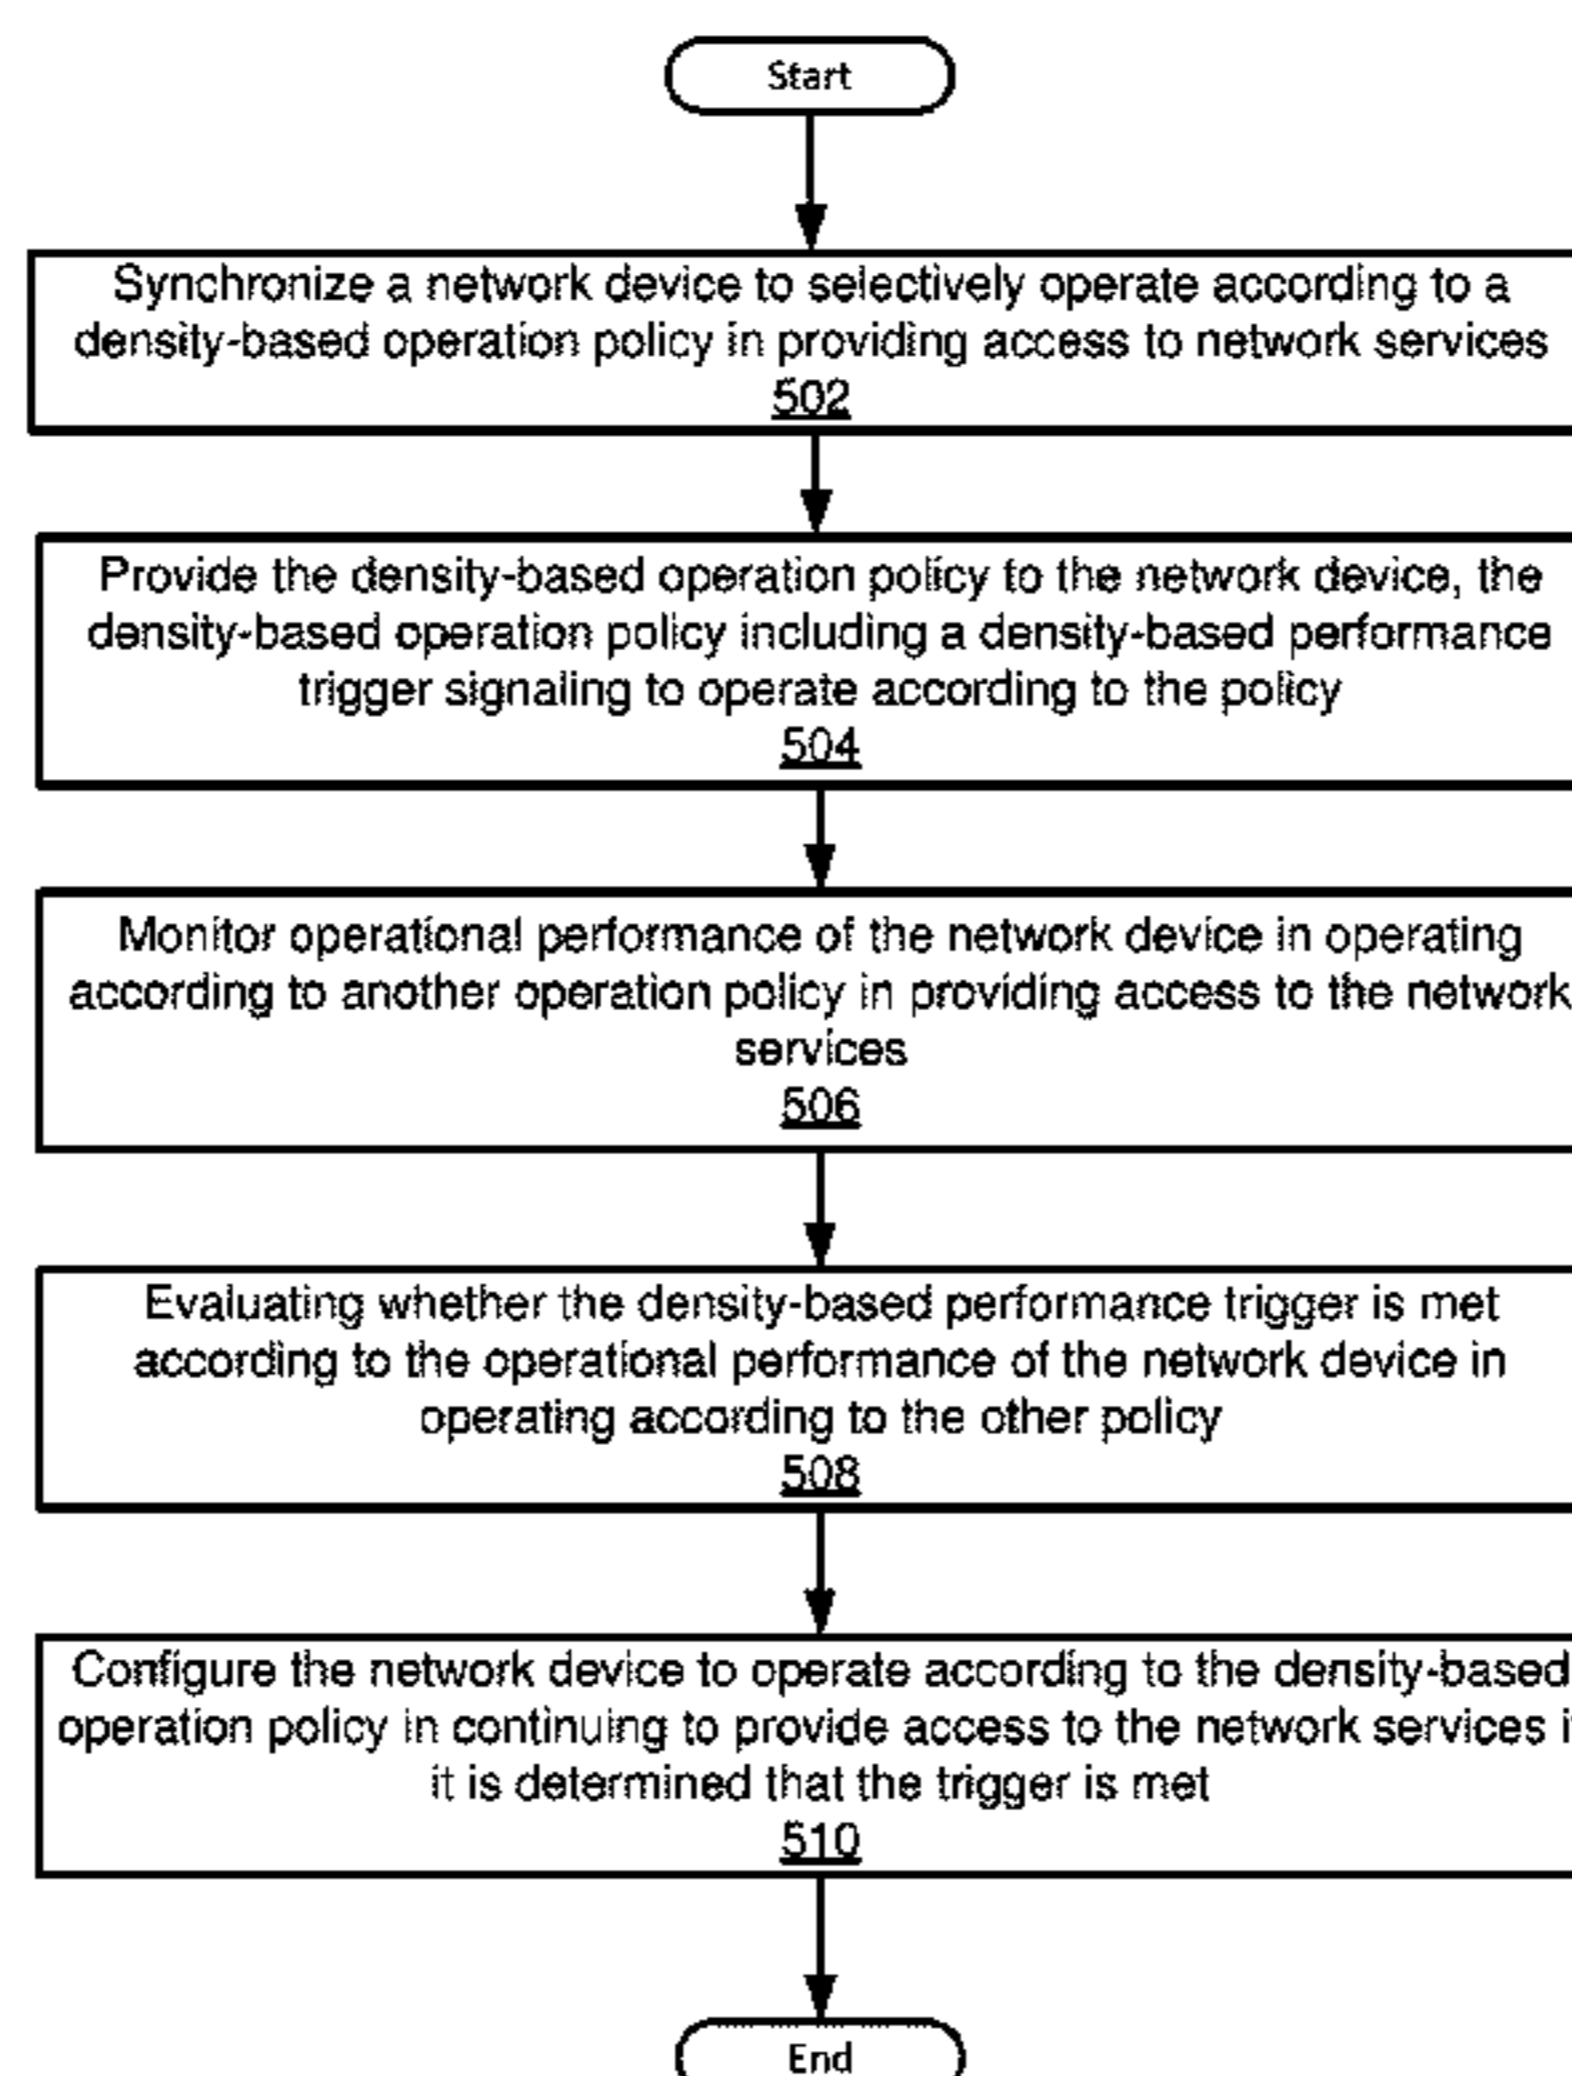 Start
Synchronize a network device to selectively operate according to a
density-based operation policy in providing access to network services
502
Provide the density-based operation policy to the network device, the
density-based operation policy including a density-based performance
trigger signaling to operate according to the policy
504
Monitor operational performance of the network device in operating
according to another operation policy in providing access to the network
services
506
Evaluating whether the density-based performance trigger is met
according to the operational performance of the network device in
operating according to the other policy
508
Configure the network device to operate according to the density-based
operation policy in continuing to provide access to the network services
it is determined that the trigger is met
510
End